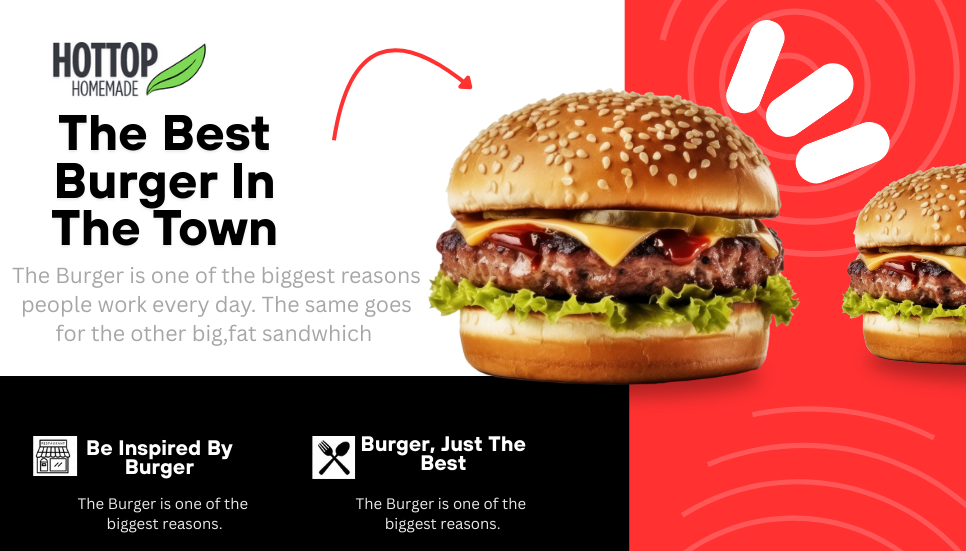 HOTTOP
HOMEMADE
The Best
Burger In
The Town
The Burger is one of the biggest reasons
people work every day. The same goes
for the other big,fat sandwhich
RESTAURANT
Be Inspired By
Burger
The Burger is one of the
biggest reasons.
Burger, Just The
Best
The Burger is one of the
biggest reasons.